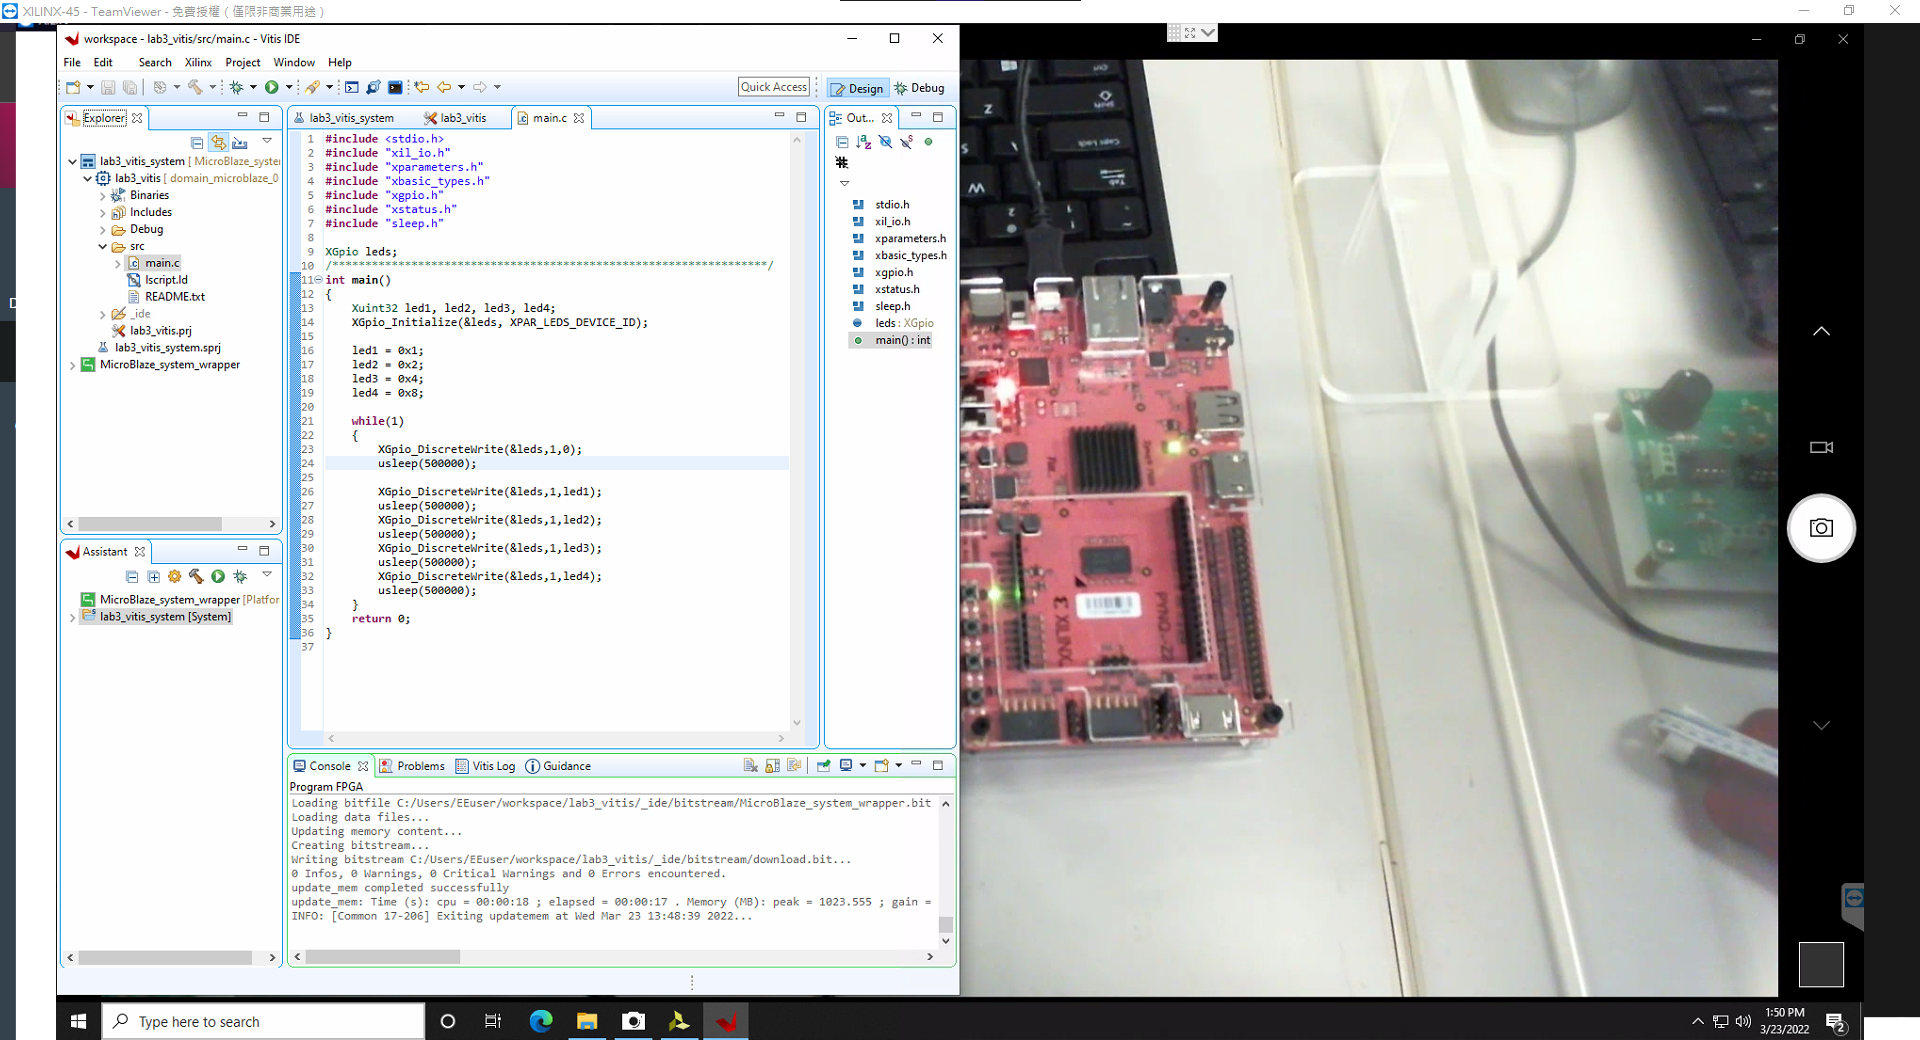 XILINX-45 - TeamViewer - 免費授權 ( 僅限非商業用途 )
workspace - lab3_vitis/src/main.c - Vitis IDE
File Edit Search Xilinx Project Window Help
Quick Access
Design
Debug
Explorer
lab3_vitis_system [ MicroBlaze_syste
lab3_vitis [ domain_microblaze_0
Binaries
Includes
Debug
src
main.c
lscript.ld
README.txt
_ide
lab3_vitis.prj
lab3_vitis_system.sprj
MicroBlaze_system_wrapper
Assistant
MicroBlaze_system_wrapper [Platfor
lab3_vitis_system [System]
lab3_vitis_system
lab3_vitis
main.c
1 #include <stdio.h>
2 #include "xil_io.h"
3 #include "xparameters.h"
4 #include "xbasic_types.h"
5 #include "xgpio.h"
6 #include "xstatus.h"
7 #include "sleep.h"
8
9 XGpio leds;
10 /******************************************************************/
11 int main()
12 {
13 Xuint32 led1, led2, led3, led4;
14 XGpio_Initialize(&leds, XPAR_LEDS_DEVICE_ID);
15
16 led1 = 0x1;
17 led2 = 0x2;
18 led3 = 0x4;
19 led4 = 0x8;
20
21 while(1)
22 {
23 XGpio_DiscreteWrite(&leds,1,0);
24 usleep(500000);
25
26 XGpio_DiscreteWrite(&leds,1,led1);
27 usleep(500000);
28 XGpio_DiscreteWrite(&leds,1,led2);
29 usleep(500000);
30 XGpio_DiscreteWrite(&leds,1,led3);
31 usleep(500000);
32 XGpio_DiscreteWrite(&leds,1,led4);
33 usleep(500000);
34 }
35 return 0;
36 }
37
Out...
stdio.h
xil_io.h
xparameters.h
xbasic_types.h
xgpio.h
xstatus.h
sleep.h
leds : XGpio
main() : int
Console
Problems
Vitis Log
Guidance
Program FPGA
Loading bitfile C:/Users/EEuser/workspace/lab3_vitis/_ide/bitstream/MicroBlaze_system_wrapper.bit
Loading data files...
Updating memory content...
Creating bitstream...
Writing bitstream C:/Users/EEuser/workspace/lab3_vitis/_ide/bitstream/download.bit...
0 Infos, 0 Warnings, 0 Critical Warnings and 0 Errors encountered.
update_mem completed successfully
update_mem: Time (s): cpu = 00:00:18 ; elapsed = 00:00:17 . Memory (MB): peak = 1023.555 ; gain =
INFO: [Common 17-206] Exiting updatemem at Wed Mar 23 13:48:39 2022...
Z
Shift
Caps Lock
W
Tab
2
XILINX
PYNQ-Z2
Type here to search
1:50 PM
3/23/2022
2